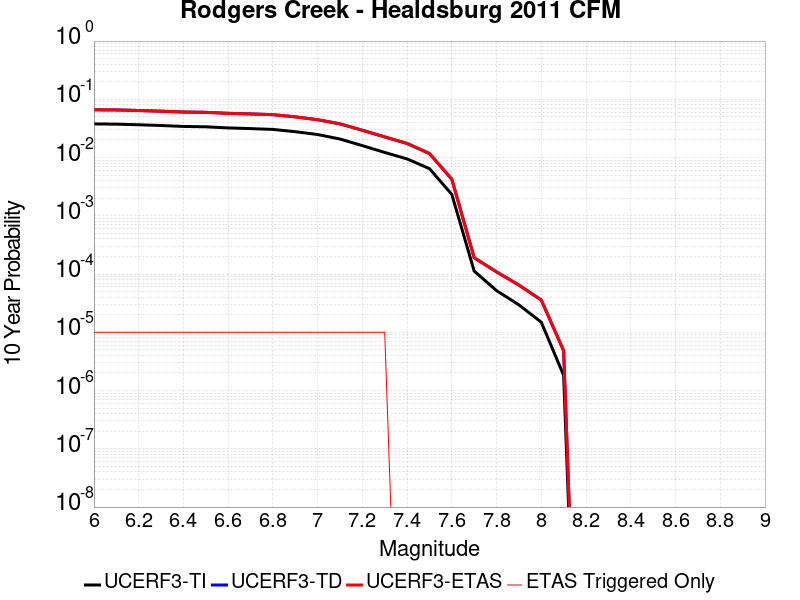 Rodgers Creek - Healdsburg 2011 CFM
10^0
10^-1
10^-2
10^-3
10^-4
10^-5
10^-6
10^-7
10^-8
10 Year Probability
6 6.2 6.4 6.6 6.8 7 7.2 7.4 7.6 7.8 8 8.2 8.4 8.6 8.8 9
Magnitude
UCERF3-TI UCERF3-TD UCERF3-ETAS ETAS Triggered Only